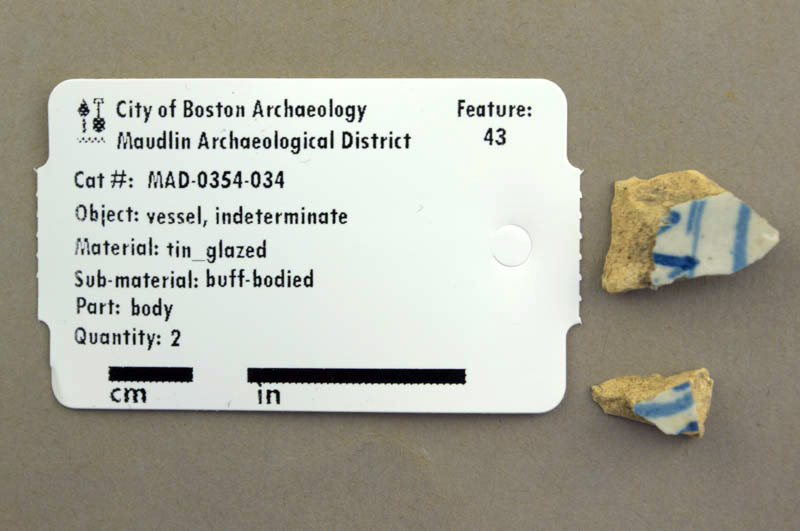 City of Boston Archaeology
Maudlin Archaeological District
Feature:
43
Cat #: MAD-0354-034
Object: vessel, indeterminate
Material: tin_glazed
Sub-material: buff-bodied
Part: body
Quantity: 2
cm in